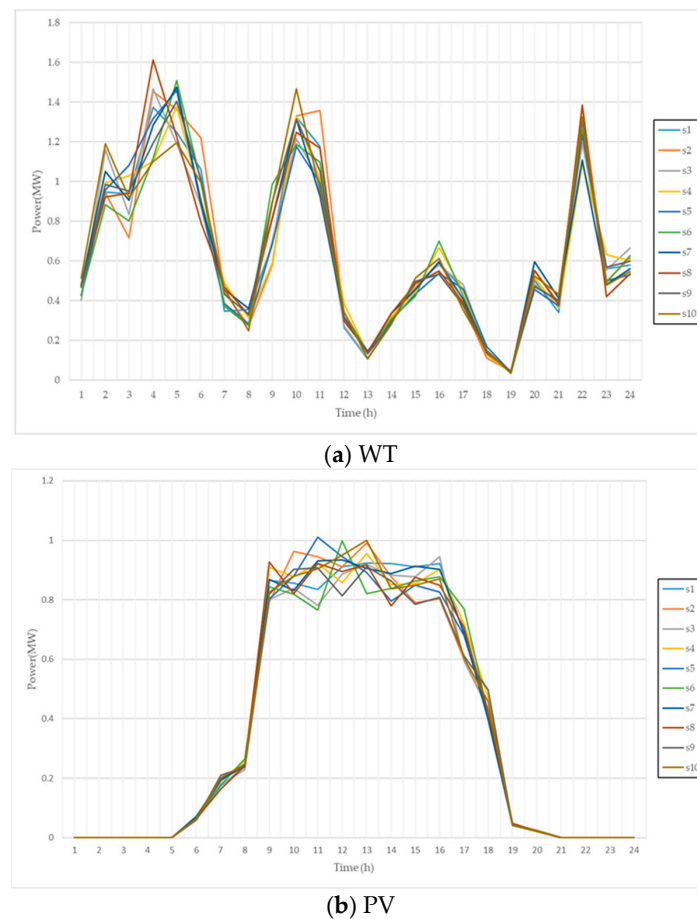 1.8
1.6
1.4
1.2
1
0.8
0.6
0.4
0.2
0
Power(MW)
1 2 3 4 5 6 7 8 9 10 11 12 13 14 15 16 17 18 19 20 21 22 23 24
Time (h)
s1
s2
s3
s4
s5
s6
s7
s8
s9
s10
(a) WT
1.2
1
0.8
0.6
0.4
0.2
0
Power(MW)
1 2 3 4 5 6 7 8 9 10 11 12 13 14 15 16 17 18 19 20 21 22 23 24
Time (h)
s1
s2
s3
s4
s5
s6
s7
s8
s9
s10
(b) PV